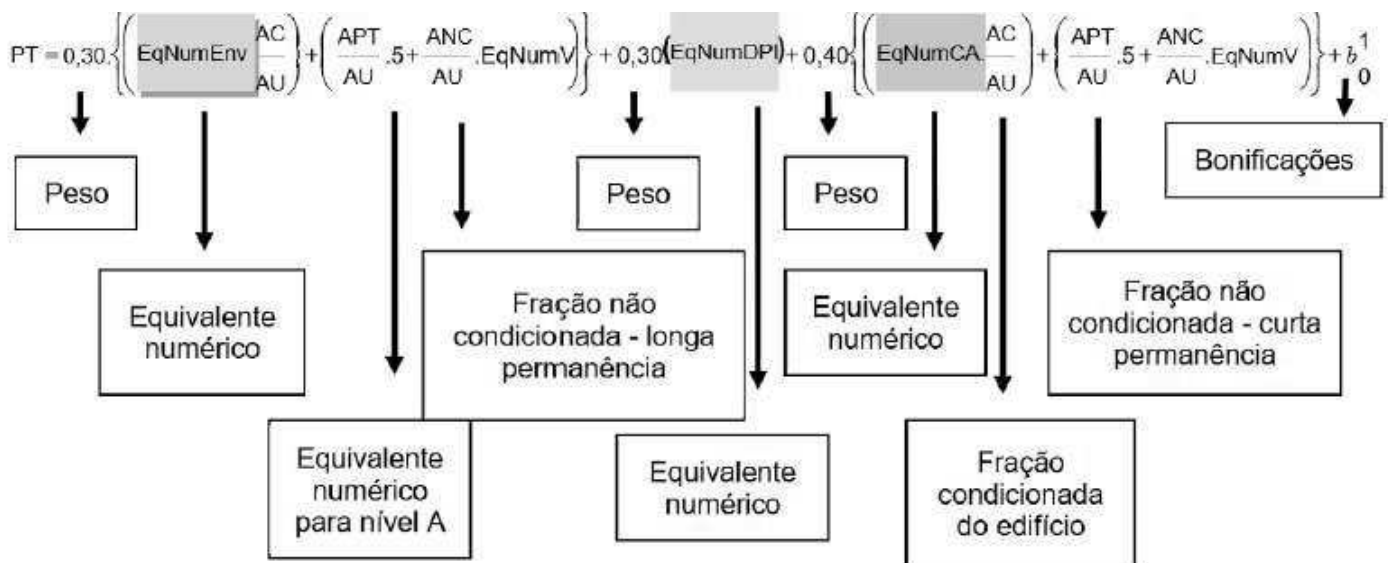 PT = 0,30.{(EqNumEnv AC/AU)+(APT/AU .5+ ANC/AU .EqNumV)} + 0,30(EqNumDPI)+ 0,40{(EqNumCA. AC/AU)+(APT/AU .5+ ANC/AU .EqNumV)} + b 1 0
Peso
Peso
Peso
Bonificações
Equivalente
numérico
Fração não
condicionada - longa
permanência
Equivalente
numérico
Fração não
condicionada - curta
permanência
Equivalente
numérico
para nível A
Equivalente
numérico
Fração
condicionada
do edifício